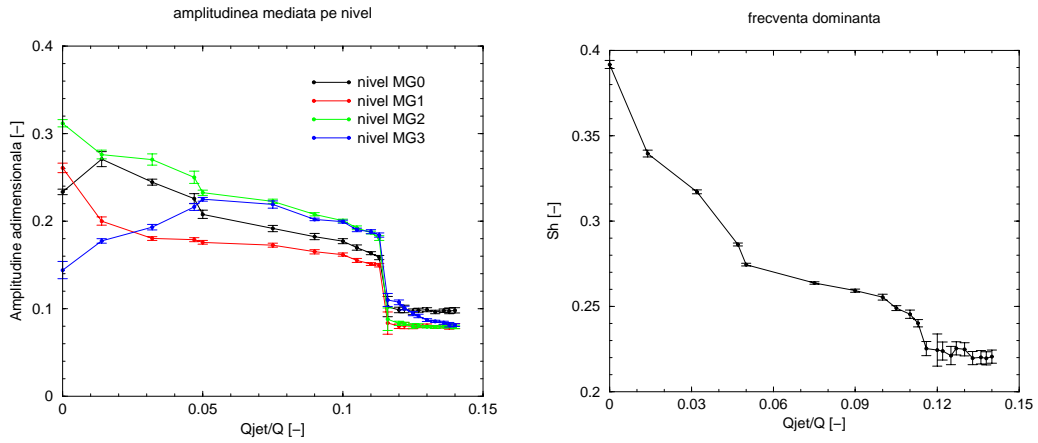 amplitudinea mediata pe nivel
Amplitudine adimensionala [–]
0.4
0.3
0.2
0.1
0
nivel MG0
nivel MG1
nivel MG2
nivel MG3
0
0.05
0.1
0.15
Qjet/Q [–]
frecventa dominanta
Sh [–]
0.4
0.35
0.3
0.25
0.2
0.00
0.03
0.06
0.09
0.12
0.15
Qjet/Q [–]